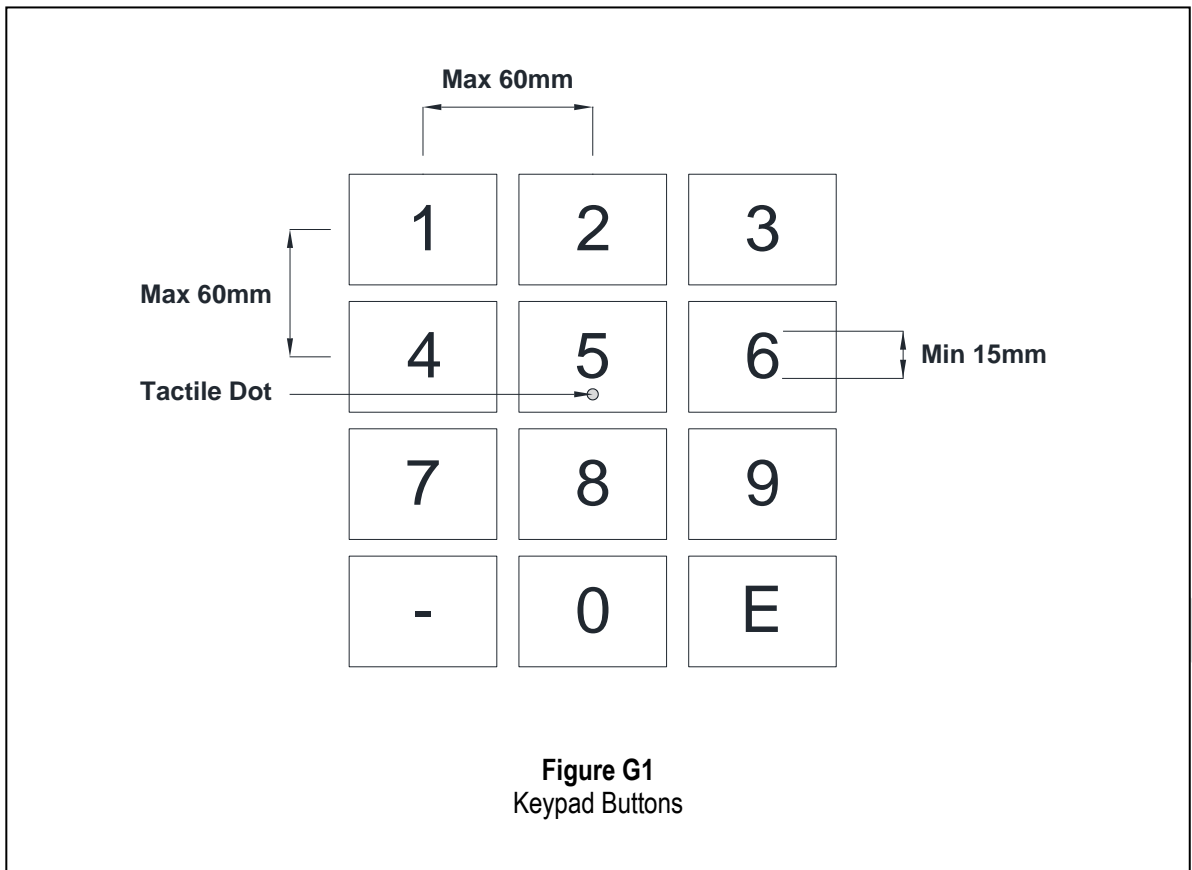 Max 60mm
1 2 3
Max 60mm
4 5 6
Min 15mm
Tactile Dot
7 8 9
- 0 E
Figure G1
Keypad Buttons